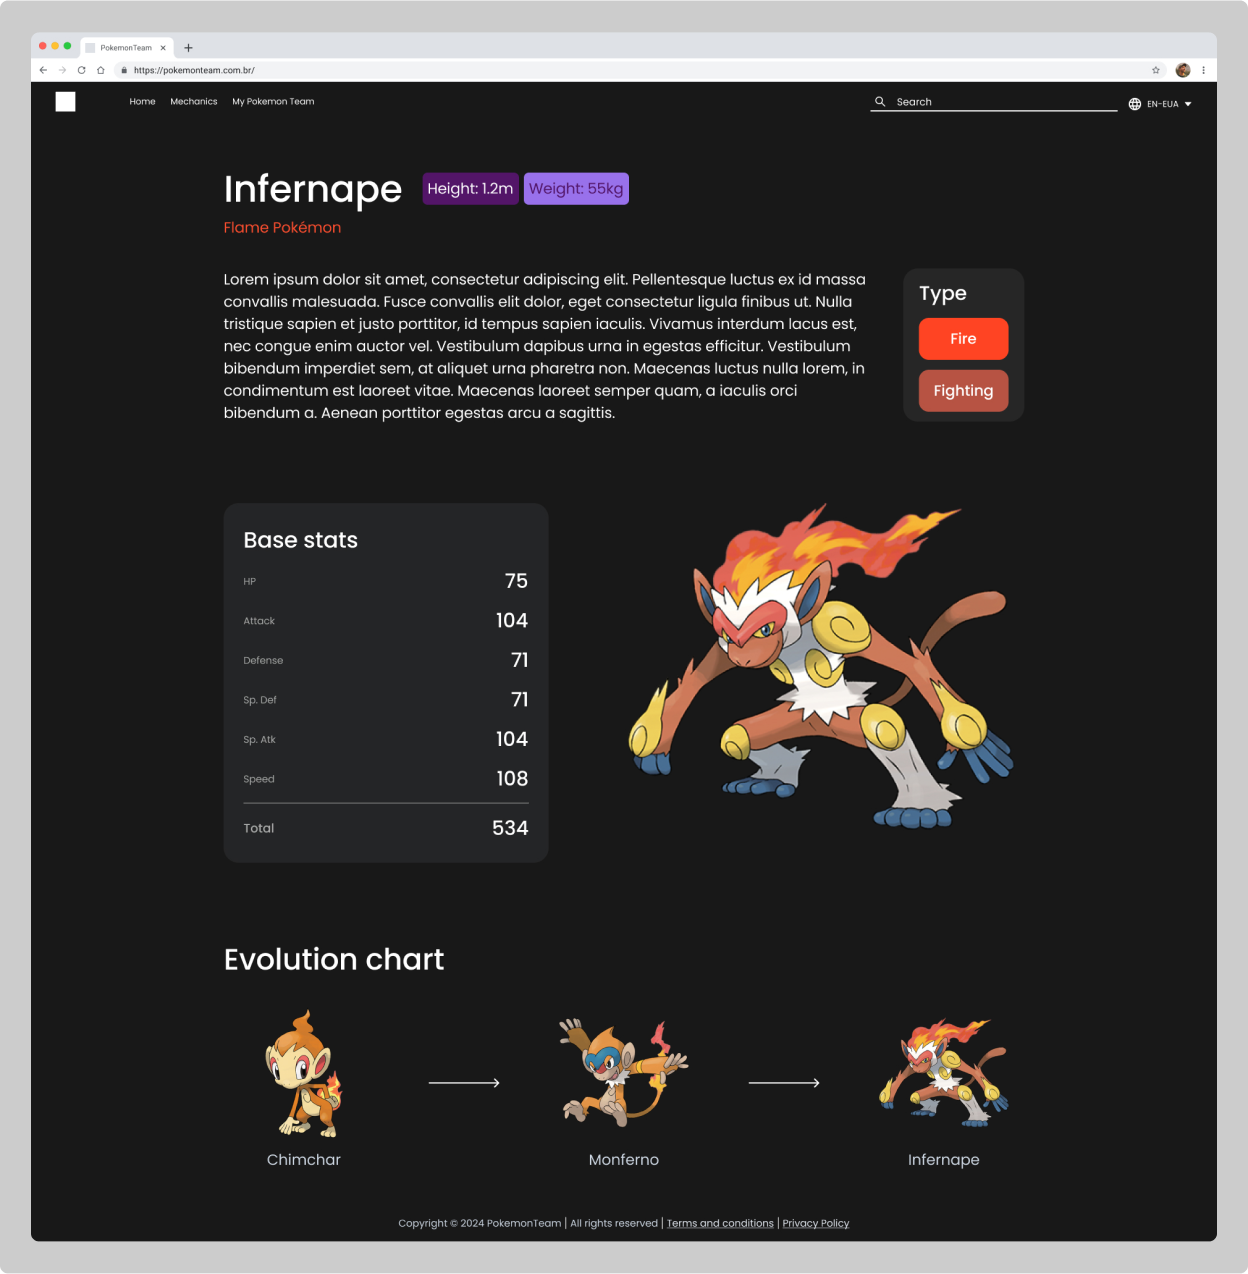 PokemonTeam
https://pokemonteam.com.br/
Home Mechanics My Pokemon Team Search EN-EUA
Infernape Height: 1.2m Weight: 55kg
Flame Pokémon
Lorem ipsum dolor sit amet, consectetur adipiscing elit. Pellentesque luctus ex id massa
convallis malesuada. Fusce convallis elit dolor, eget consectetur ligula finibus ut. Nulla
tristique sapien et justo porttitor, id tempus sapien iaculis. Vivamus interdum lacus est,
nec congue enim auctor vel. Vestibulum dapibus urna in egestas efficitur. Vestibulum
bibendum imperdiet sem, at aliquet urna pharetra non. Maecenas luctus nulla lorem, in
condimentum est laoreet vitae. Maecenas laoreet semper quam, a iaculis orci
bibendum a. Aenean porttitor egestas arcu a sagittis.
Type
Fire
Fighting
Base stats
HP 75
Attack 104
Defense 71
Sp. Def 71
Sp. Atk 104
Speed 108
Total 534
Evolution chart
Chimchar Monferno Infernape
Copyright © 2024 PokemonTeam | All rights reserved | Terms and conditions | Privacy Policy